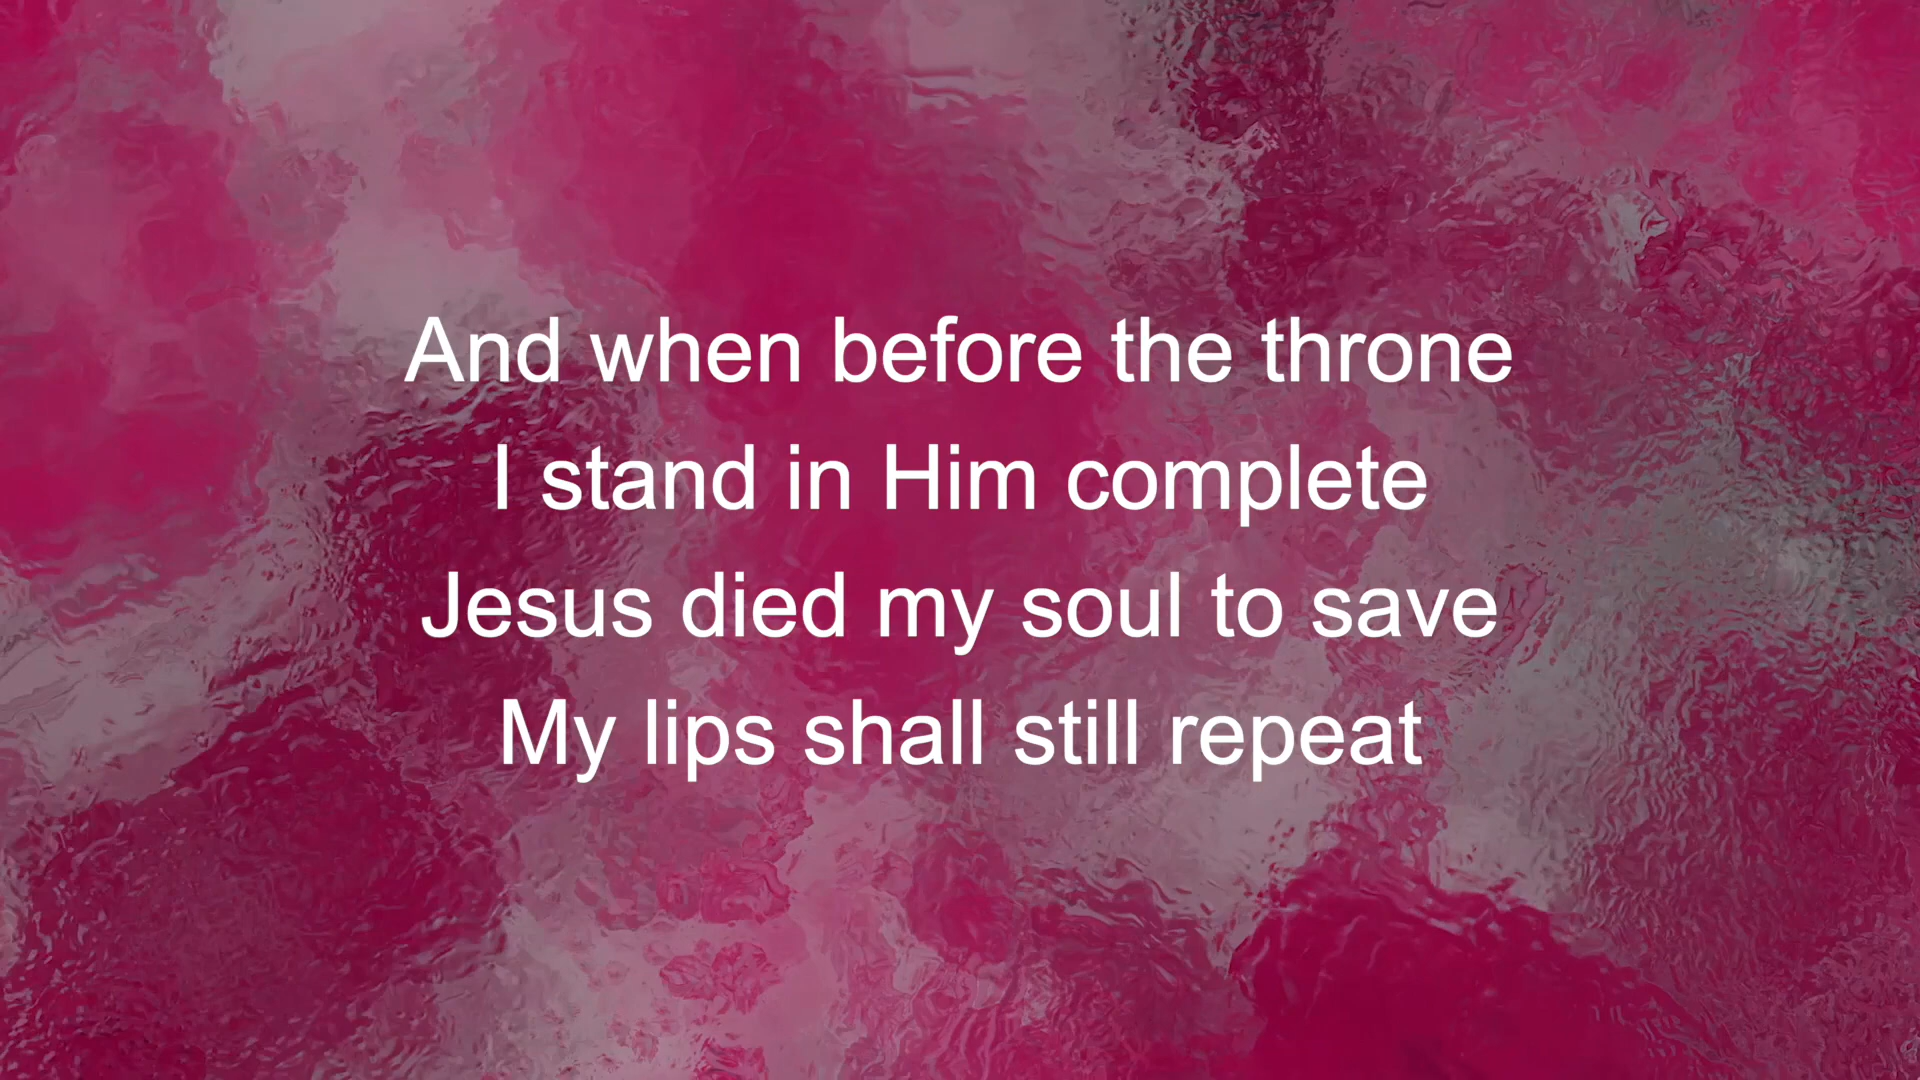 And when before the throne
I stand in Him complete
Jesus died my soul to save
My lips shall still repeat